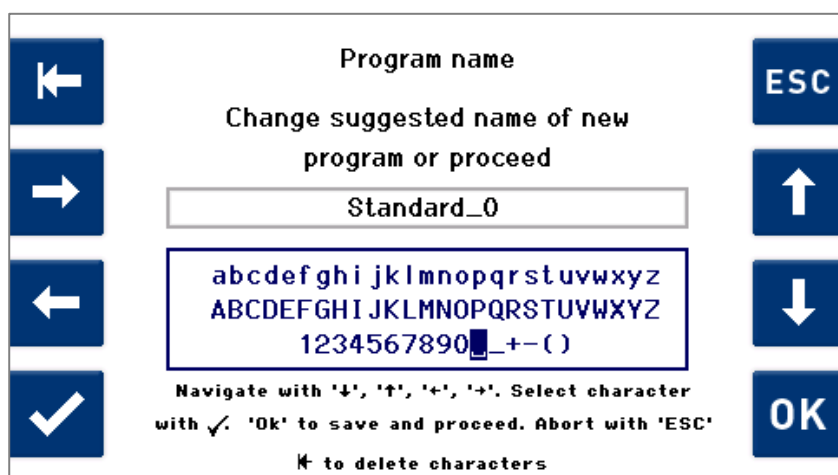 Program name
ESC
Change suggested name of new
program or proceed
Standard_0
abcdefghijklmnopqrstuvwxyz
ABCDEFGHIJKLMNOPQRSTUVWXYZ
1234567890 _+-()
Navigate with '↓', '↑', '←', '→'. Select character
with ✓. 'Ok' to save and proceed. Abort with 'ESC'
OK
⇤ to delete characters